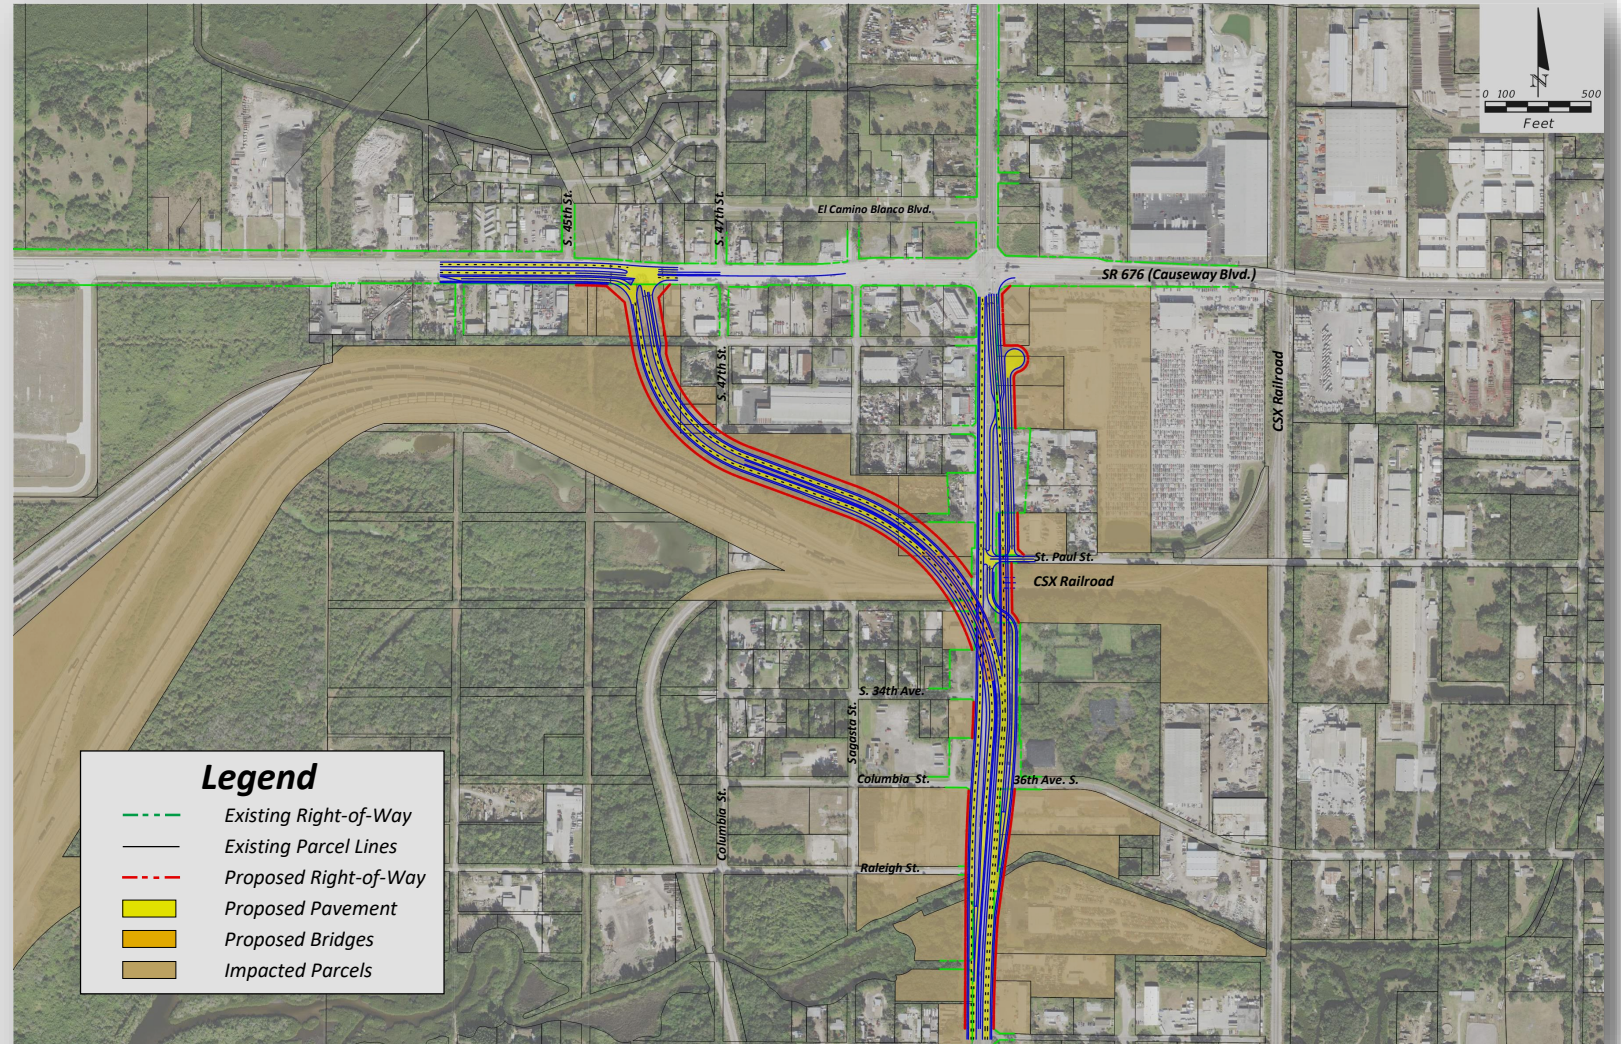 N
0 100 500
Feet
S. 45th St.
S. 47th St.
El Camino Blanco Blvd.
SR 676 (Causeway Blvd.)
S. 47th St.
CSX Railroad
St. Paul St.
CSX Railroad
S. 34th Ave.
Sagasta St.
Columbia St.
36th Ave. S.
Columbia St.
Raleigh St.
Legend
Existing Right-of-Way
Existing Parcel Lines
Proposed Right-of-Way
Proposed Pavement
Proposed Bridges
Impacted Parcels